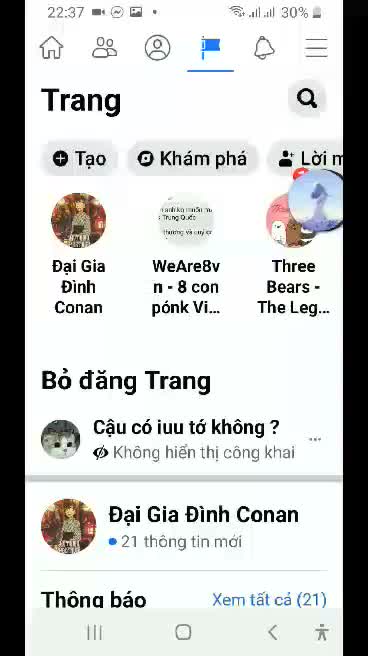 22:37
30%
Trang
Tạo
Khám phá
Lời m
Đại Gia
Đình
Conan
WeAre8v
n - 8 con
pónk Vi...
Three
Bears -
The Leg...
Bỏ đăng Trang
Cậu có iuu tớ không ?
Không hiển thị công khai
Đại Gia Đình Conan
21 thông tin mới
Thông báo
Xem tất cả (21)